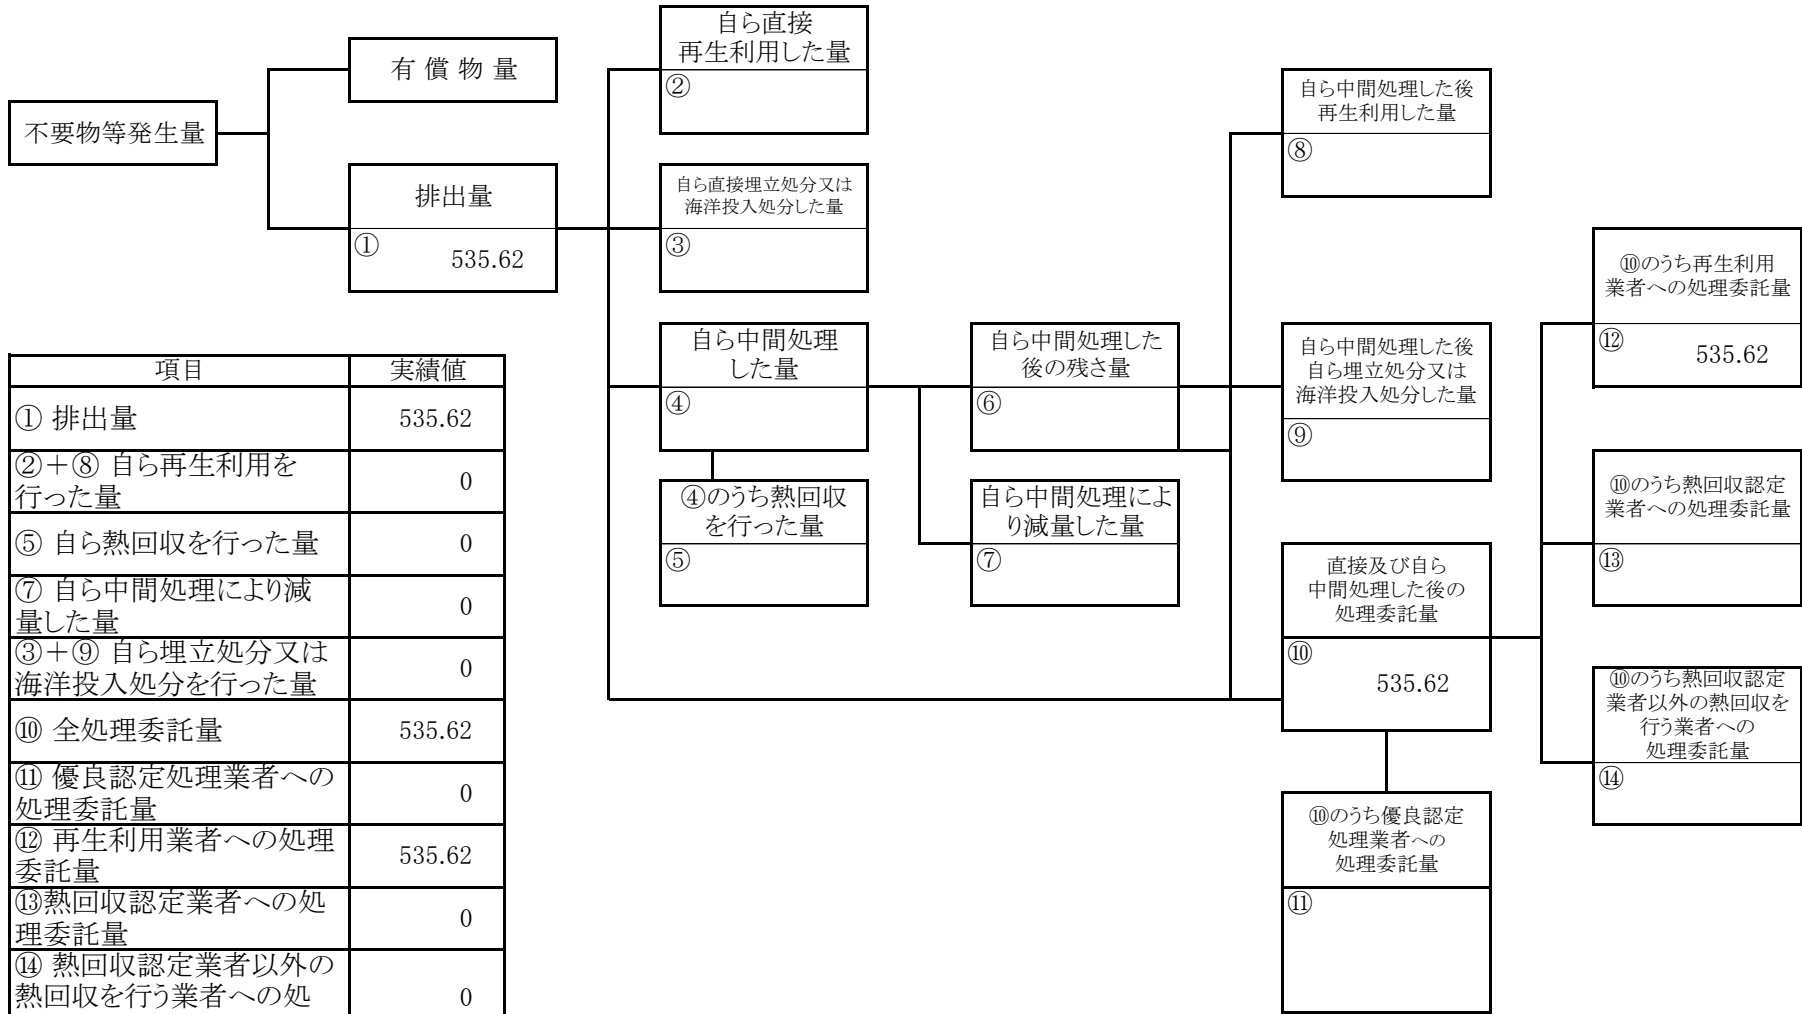 不要物等発生量
有 償 物 量
排出量
①
535.62
自ら直接
再生利用した量
②
自ら直接埋立処分又は
海洋投入処分した量
③
自ら中間処理
した量
④
④のうち熱回収
を行った量
⑤
自ら中間処理した
後の残さ量
⑥
自ら中間処理によ
り減量した量
⑦
自ら中間処理した後
再生利用した量
⑧
自ら中間処理した後
自ら埋立処分又は
海洋投入処分した量
⑨
直接及び自ら
中間処理した後の
処理委託量
⑩
535.62
⑩のうち優良認定
処理業者への
処理委託量
⑪
⑩のうち再生利用
業者への処理委託量
⑫
535.62
⑩のうち熱回収認定
業者への処理委託量
⑬
⑩のうち熱回収認定
業者以外の熱回収を
行う業者への
処理委託量
⑭
項目 実績値
① 排出量 535.62
②＋⑧ 自ら再生利用を
行った量 0
⑤ 自ら熱回収を行った量 0
⑦ 自ら中間処理により減
量した量 0
③＋⑨ 自ら埋立処分又は
海洋投入処分を行った量 0
⑩ 全処理委託量 535.62
⑪ 優良認定処理業者への
処理委託量 0
⑫ 再生利用業者への処理
委託量 535.62
⑬熱回収認定業者への処
理委託量 0
⑭ 熱回収認定業者以外の
熱回収を行う業者への処 0